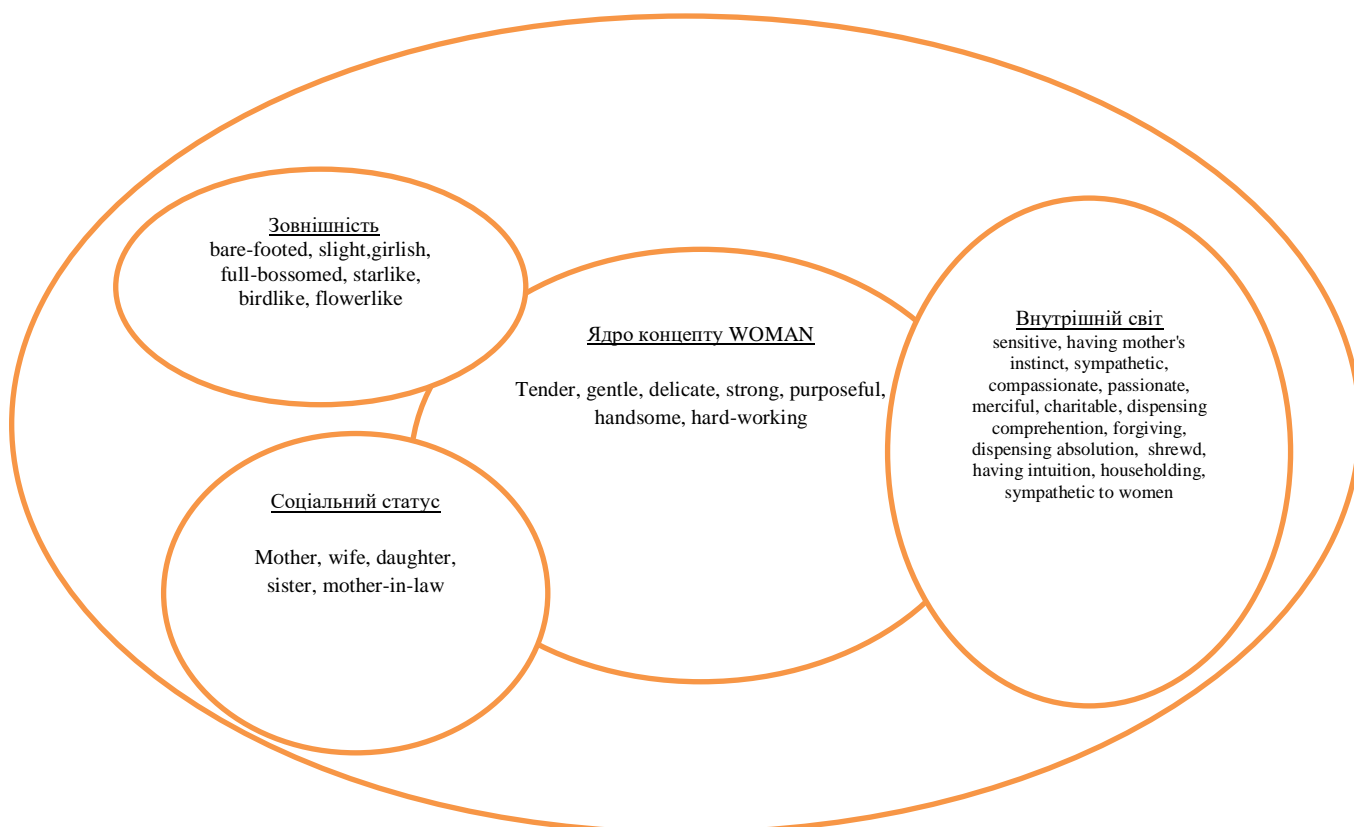 Зовнішність
bare-footed, slight,girlish,
full-bossomed, starlike,
birdlike, flowerlike
Ядро концепту WOMAN
Tender, gentle, delicate, strong, purposeful,
handsome, hard-working
Внутрішній світ
sensitive, having mother's
instinct, sympathetic,
compassionate, passionate,
merciful, charitable, dispensing
comprehention, forgiving,
dispensing absolution, shrewd,
having intuition, householding,
sympathetic to women
Соціальний статус
Mother, wife, daughter,
sister, mother-in-law